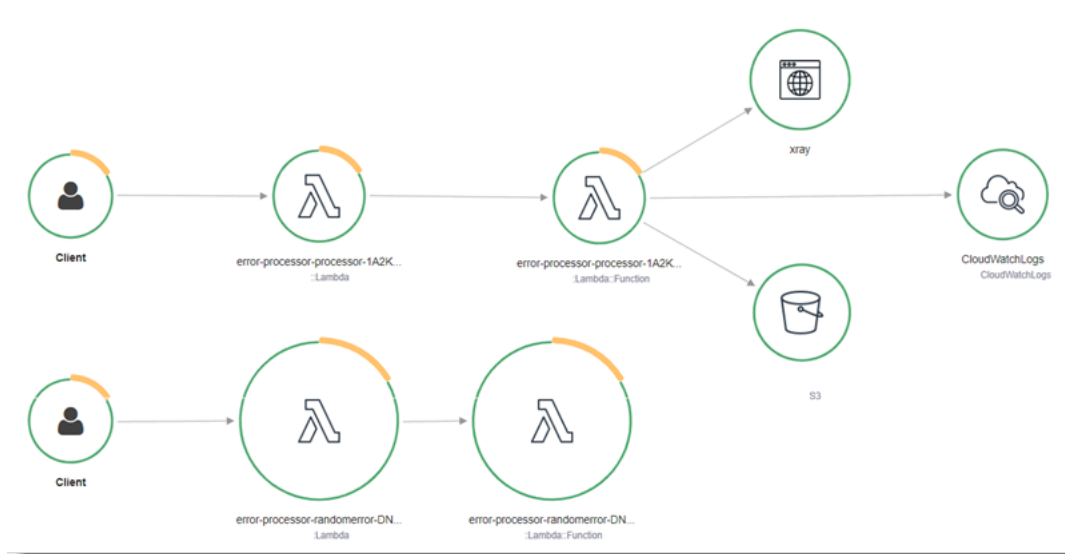 xray
Client
error-processor-processor-1A2K...
::Lambda
error-processor-processor-1A2K...
:Lambda::Function
CloudWatchLogs
CloudWatchLogs
S3
Client
error-processor-randomerror-DN...
:Lambda
error-processor-randomerror-DN...
:Lambda::Function